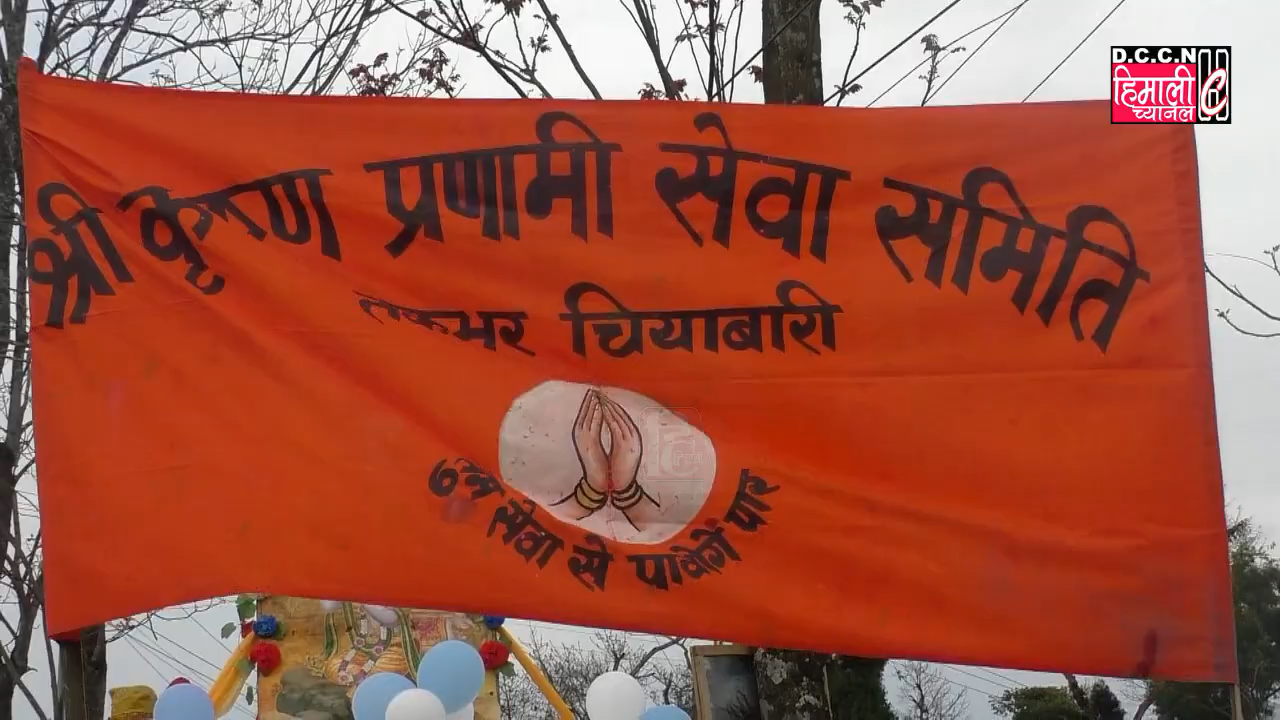 D.C.C.N
हिमाली
च्यानल
श्री कृष्ण प्रणामी सेवा समिति
चियाबारी
सेवा से पावोगें पार